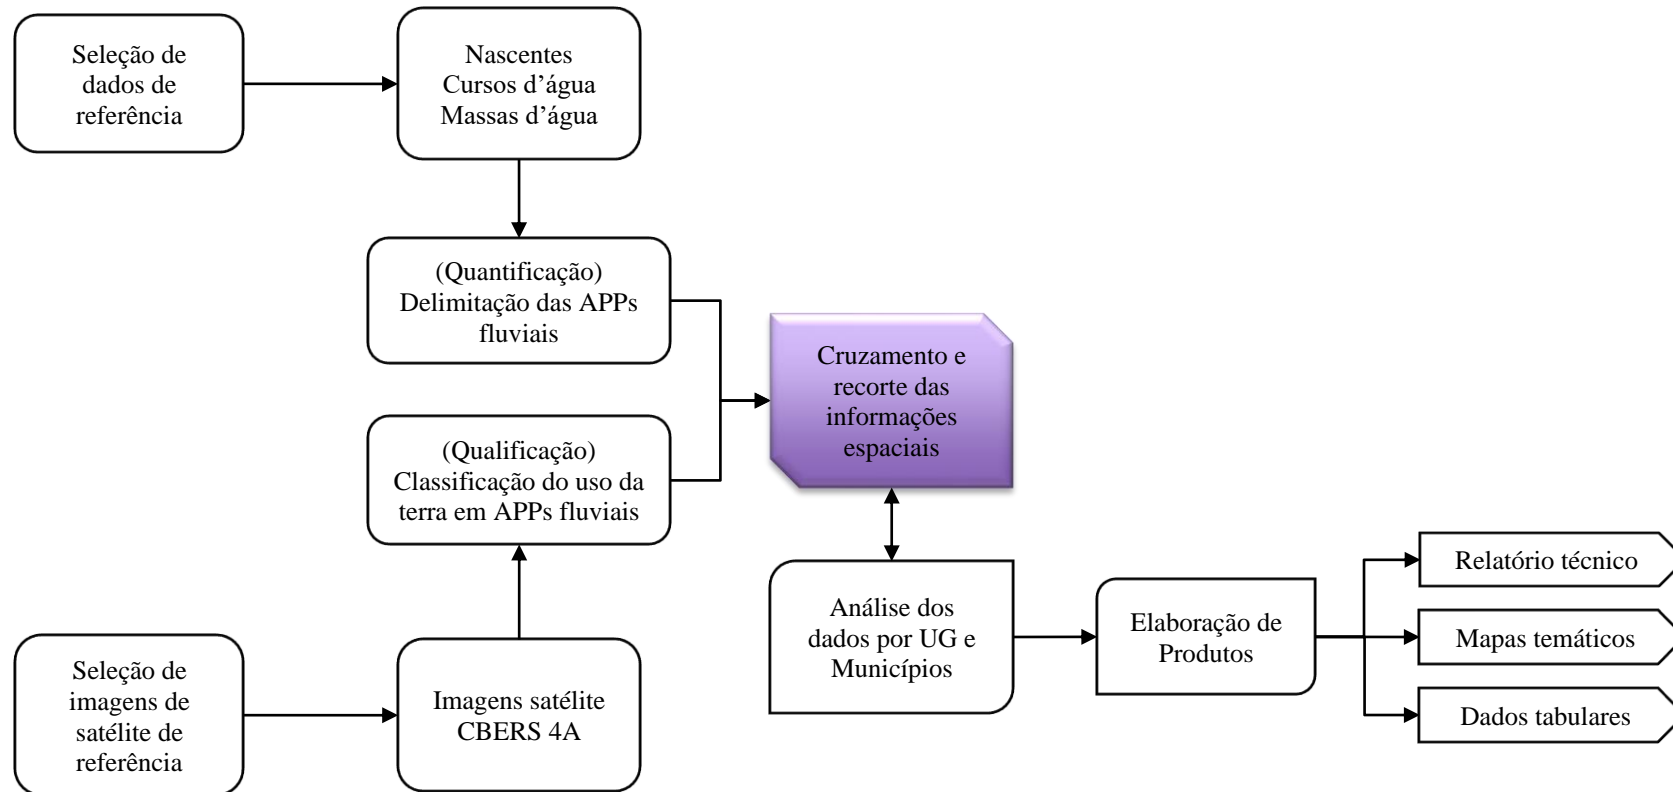 Seleção de
dados de
referência
Nascentes
Cursos d’água
Massas d’água
(Quantificação)
Delimitação das APPs
fluviais
(Qualificação)
Classificação do uso da
terra em APPs fluviais
Seleção de
imagens de
satélite de
referência
Imagens satélite
CBERS 4A
Cruzamento e
recorte das
informações
espaciais
Análise dos
dados por UG e
Municípios
Elaboração de
Produtos
Relatório técnico
Mapas temáticos
Dados tabulares